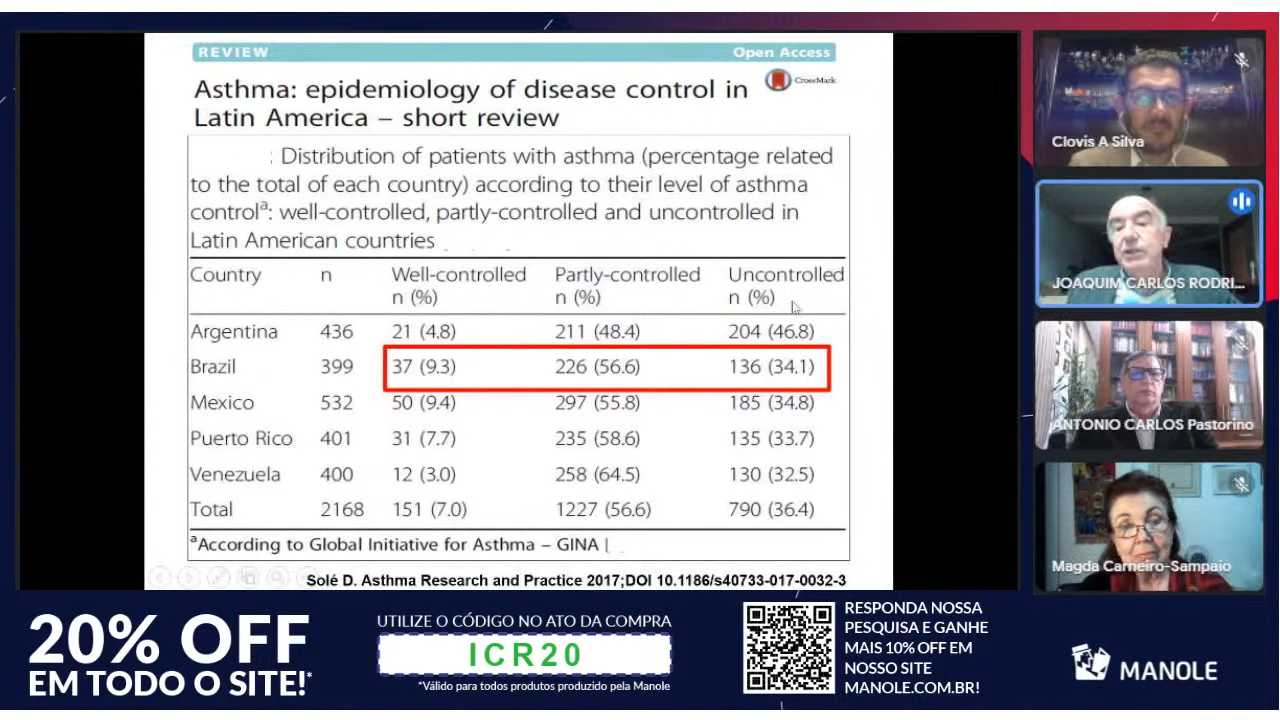 REVIEW
Open Access
Asthma: epidemiology of disease control in
Latin America – short review
CrossMark
: Distribution of patients with asthma (percentage related
to the total of each country) according to their level of asthma
controlᵃ: well-controlled, partly-controlled and uncontrolled in
Latin American countries
Country n Well-controlled Partly-controlled Uncontrolled
n (%) n (%) n (%)
Argentina 436 21 (4.8) 211 (48.4) 204 (46.8)
Brazil 399 37 (9.3) 226 (56.6) 136 (34.1)
Mexico 532 50 (9.4) 297 (55.8) 185 (34.8)
Puerto Rico 401 31 (7.7) 235 (58.6) 135 (33.7)
Venezuela 400 12 (3.0) 258 (64.5) 130 (32.5)
Total 2168 151 (7.0) 1227 (56.6) 790 (36.4)
ᵃAccording to Global Initiative for Asthma – GINA
Solé D. Asthma Research and Practice 2017;DOI 10.1186/s40733-017-0032-3
Clovis A Silva
JOAQUIM CARLOS RODRI...
ANTONIO CARLOS Pastorino
Magda Carneiro-Sampaio
20% OFF
EM TODO O SITE!*
UTILIZE O CÓDIGO NO ATO DA COMPRA
ICR20
*Válido para todos produtos produzido pela Manole
RESPONDA NOSSA
PESQUISA E GANHE
MAIS 10% OFF EM
NOSSO SITE
MANOLE.COM.BR!
MANOLE